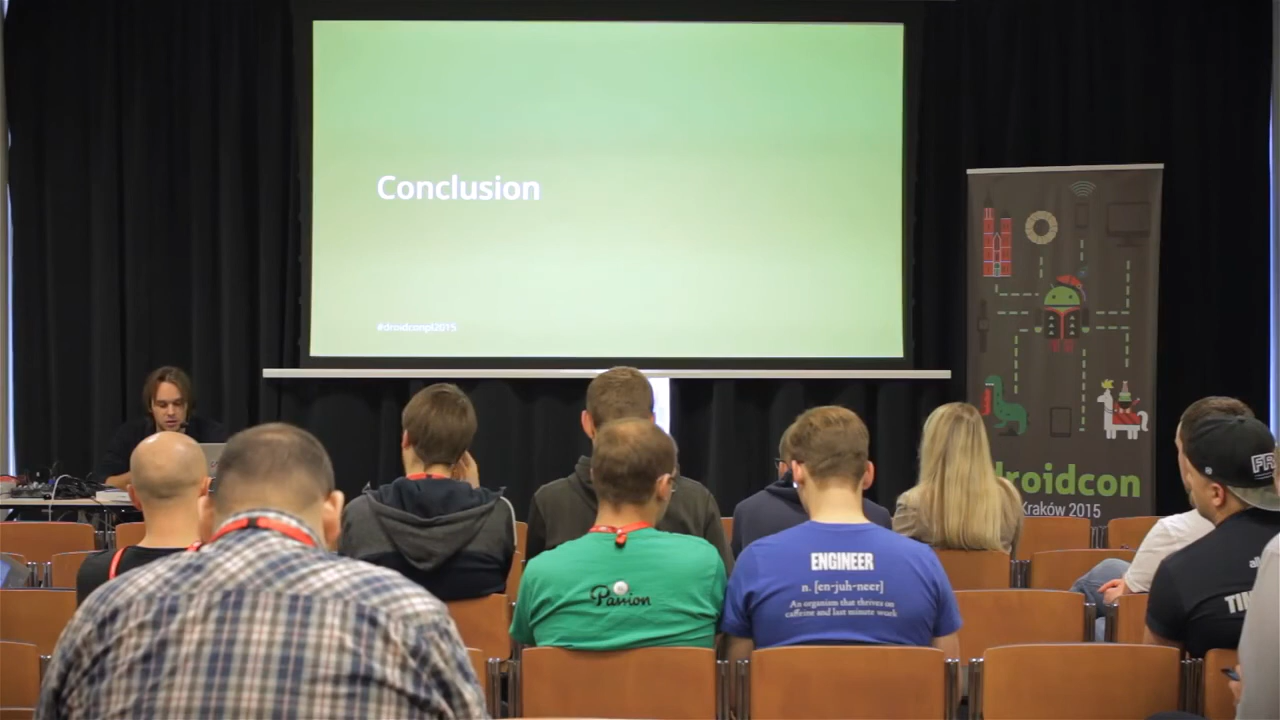 Conclusion
#droidconpl2015
droidcon
Kraków 2015
Passion
ENGINEER
n. [en-juh-neer]
An organism that thrives on
caffeine and last minute work
FR